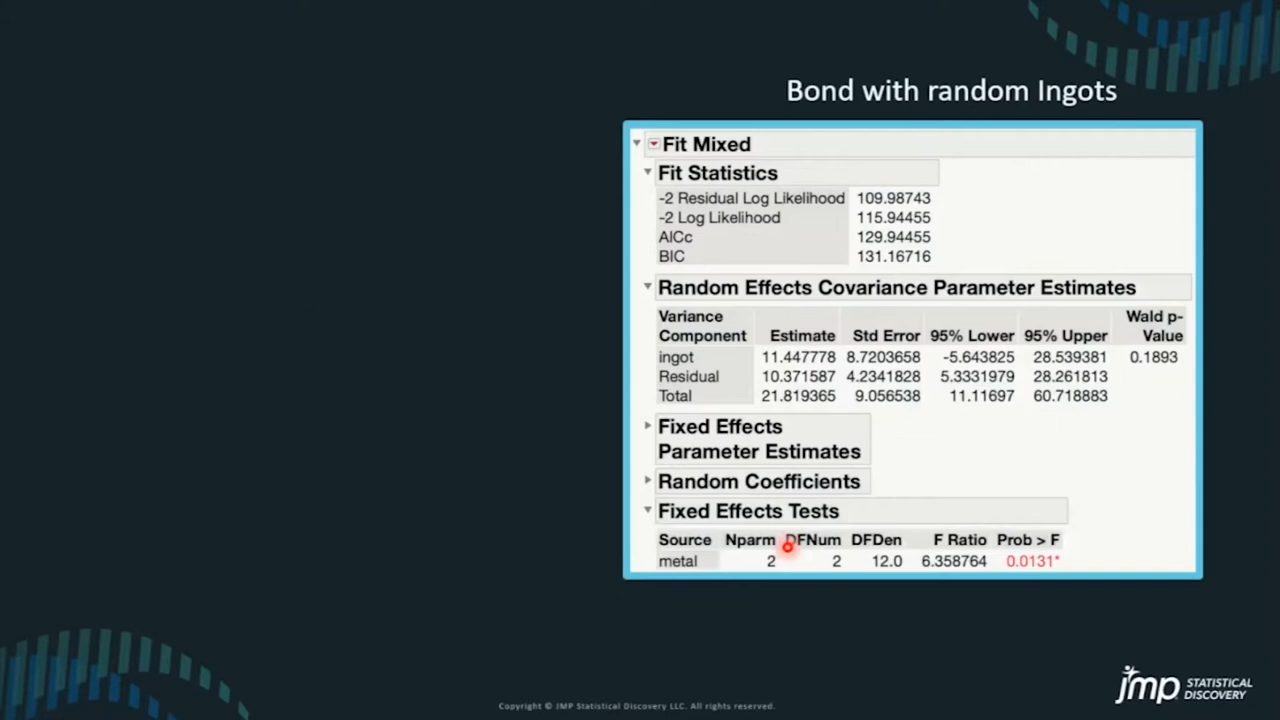 Bond with random Ingots
Fit Mixed
Fit Statistics
-2 Residual Log Likelihood 109.98743
-2 Log Likelihood 115.94455
AICc 129.94455
BIC 131.16716
Random Effects Covariance Parameter Estimates
Variance Wald p-
Component Estimate Std Error 95% Lower 95% Upper Value
ingot 11.447778 8.7203658 -5.643825 28.539381 0.1893
Residual 10.371587 4.2341828 5.3331979 28.261813
Total 21.819365 9.056538 11.11697 60.718883
Fixed Effects
Parameter Estimates
Random Coefficients
Fixed Effects Tests
Source Nparm DFNum DFDen F Ratio Prob > F
metal 2 2 12.0 6.358764 0.0131*
jmp STATISTICAL
DISCOVERY
Copyright © JMP Statistical Discovery LLC. All rights reserved.